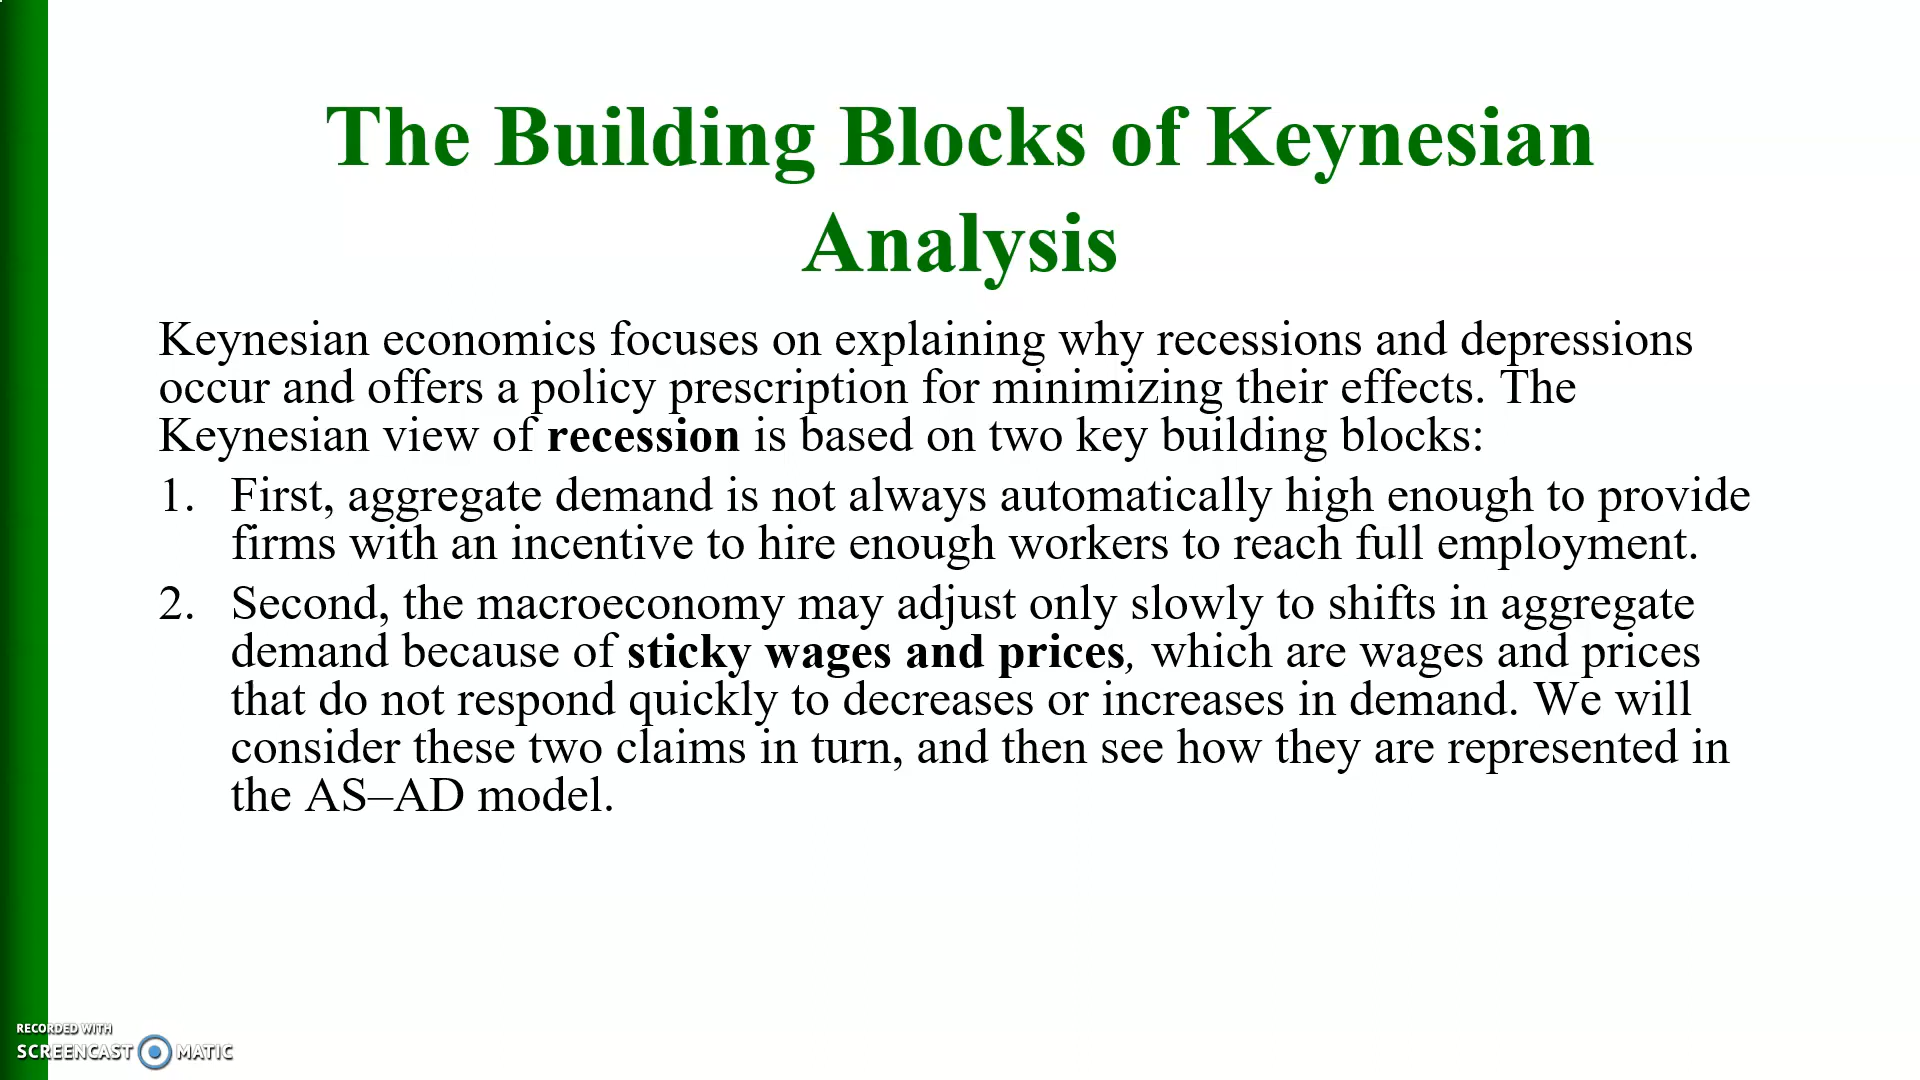 The Building Blocks of Keynesian
Analysis
Keynesian economics focuses on explaining why recessions and depressions
occur and offers a policy prescription for minimizing their effects. The
Keynesian view of recession is based on two key building blocks:
1. First, aggregate demand is not always automatically high enough to provide
firms with an incentive to hire enough workers to reach full employment.
2. Second, the macroeconomy may adjust only slowly to shifts in aggregate
demand because of sticky wages and prices, which are wages and prices
that do not respond quickly to decreases or increases in demand. We will
consider these two claims in turn, and then see how they are represented in
the AS–AD model.
RECORDED WITH
SCREENCAST MATIC